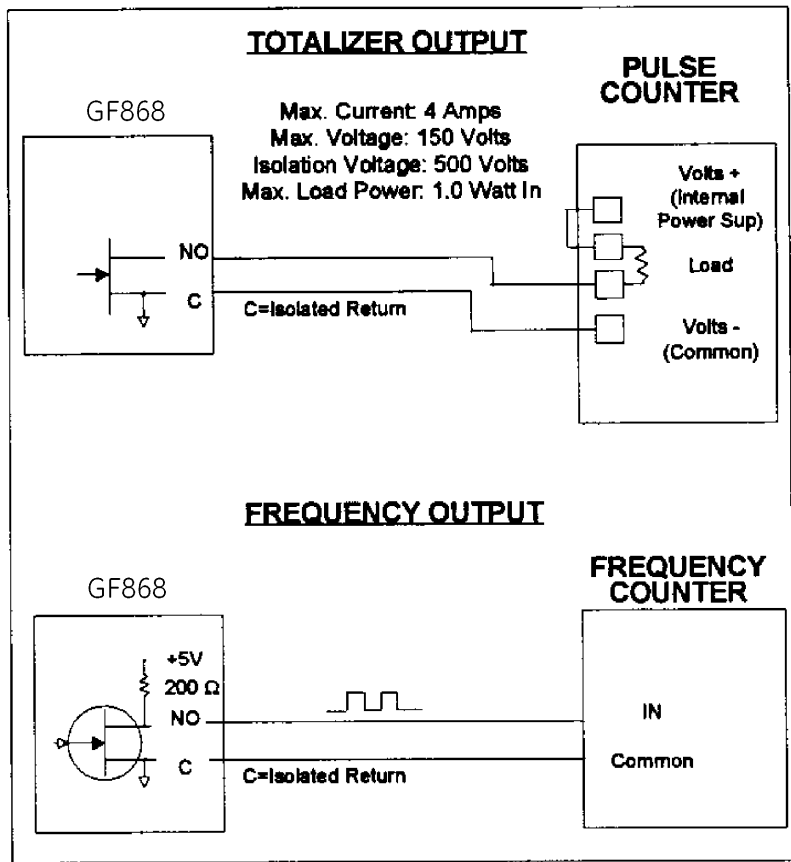 TOTALIZER OUTPUT
PULSE
COUNTER
GF868
Max. Current: 4 Amps
Max. Voltage: 150 Volts
Isolation Voltage: 500 Volts
Max. Load Power: 1.0 Watt In
Volts +
(Internal
Power Sup)
NO
Load
C
C=Isolated Return
Volts -
(Common)
FREQUENCY OUTPUT
FREQUENCY
COUNTER
GF868
+5V
200 Ω
NO
IN
C
Common
C=Isolated Return